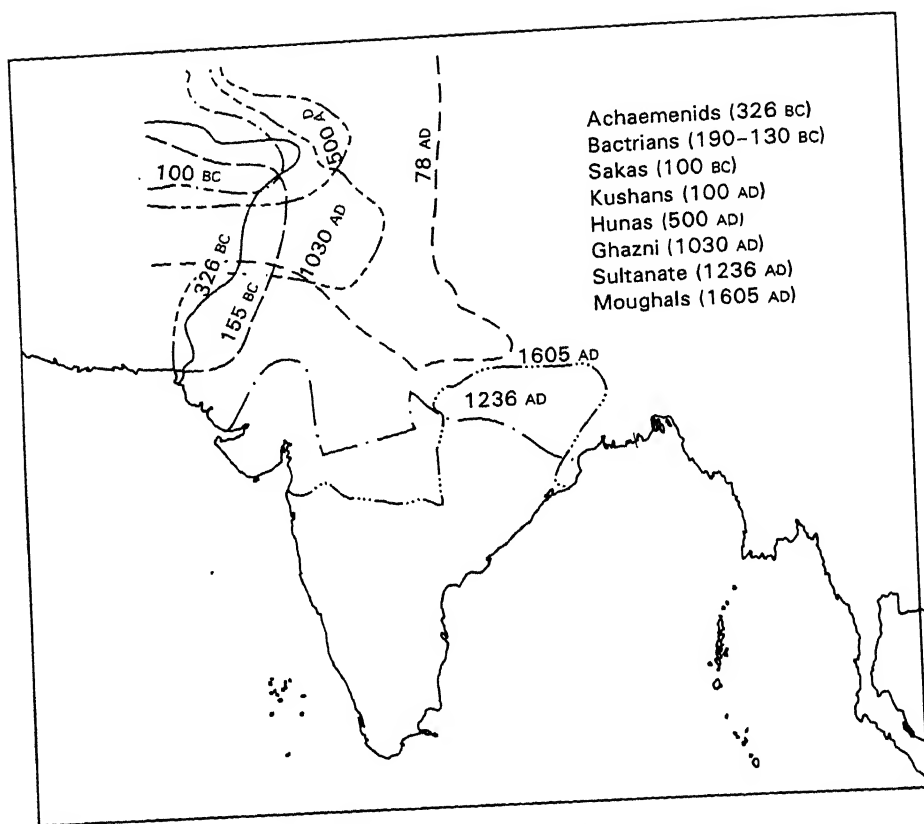 Achaemenids (326 BC)
Bactrians (190–130 BC)
Sakas (100 BC)
Kushans (100 AD)
Hunas (500 AD)
Ghazni (1030 AD)
Sultanate (1236 AD)
Moughals (1605 AD)
500 AD
78 AD
100 BC
1030 AD
326 BC
155 BC
1605 AD
1236 AD